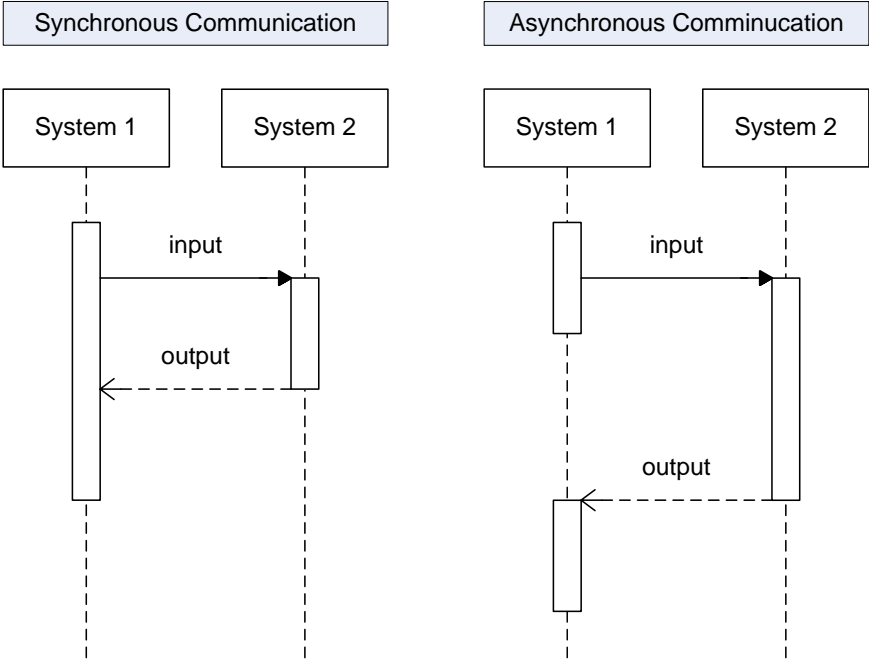 Synchronous Communication
Asynchronous Comminucation
System 1
System 2
System 1
System 2
input
input
output
output